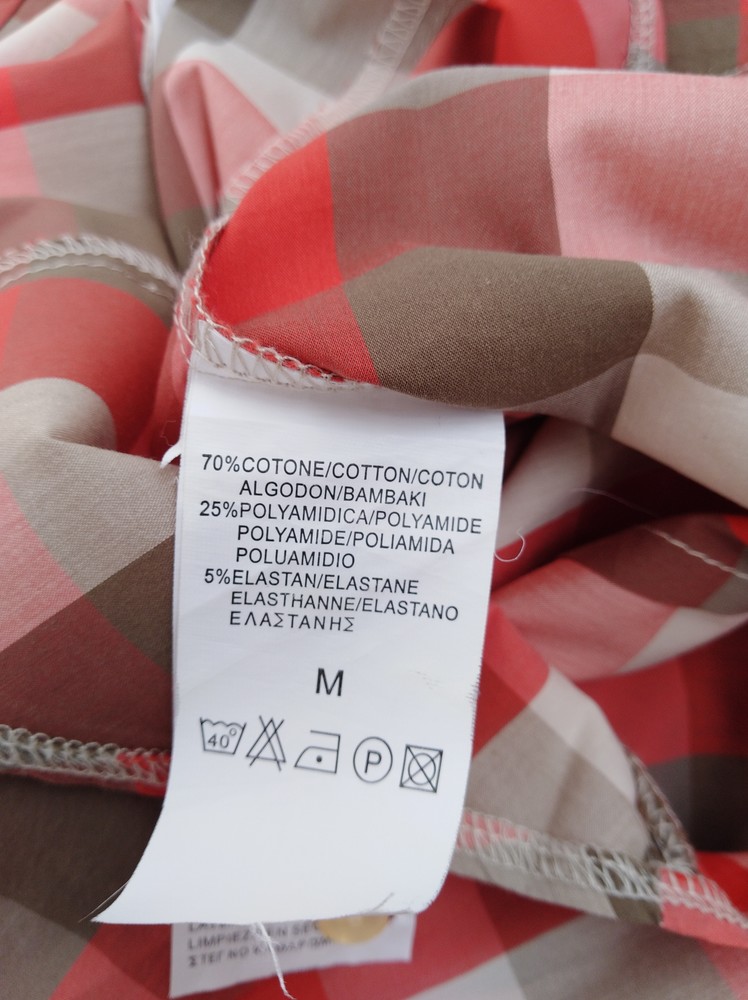 70%COTONE/COTTON/COTON
ALGODON/BAMBAKI
25%POLYAMIDICA/POLYAMIDE
POLYAMIDE/POLIAMIDA
POLUAMIDIO
5%ELASTAN/ELASTANE
ELASTHANNE/ELASTANO
ΕΛΑΣΤΑΝΗΣ
M
40°
P